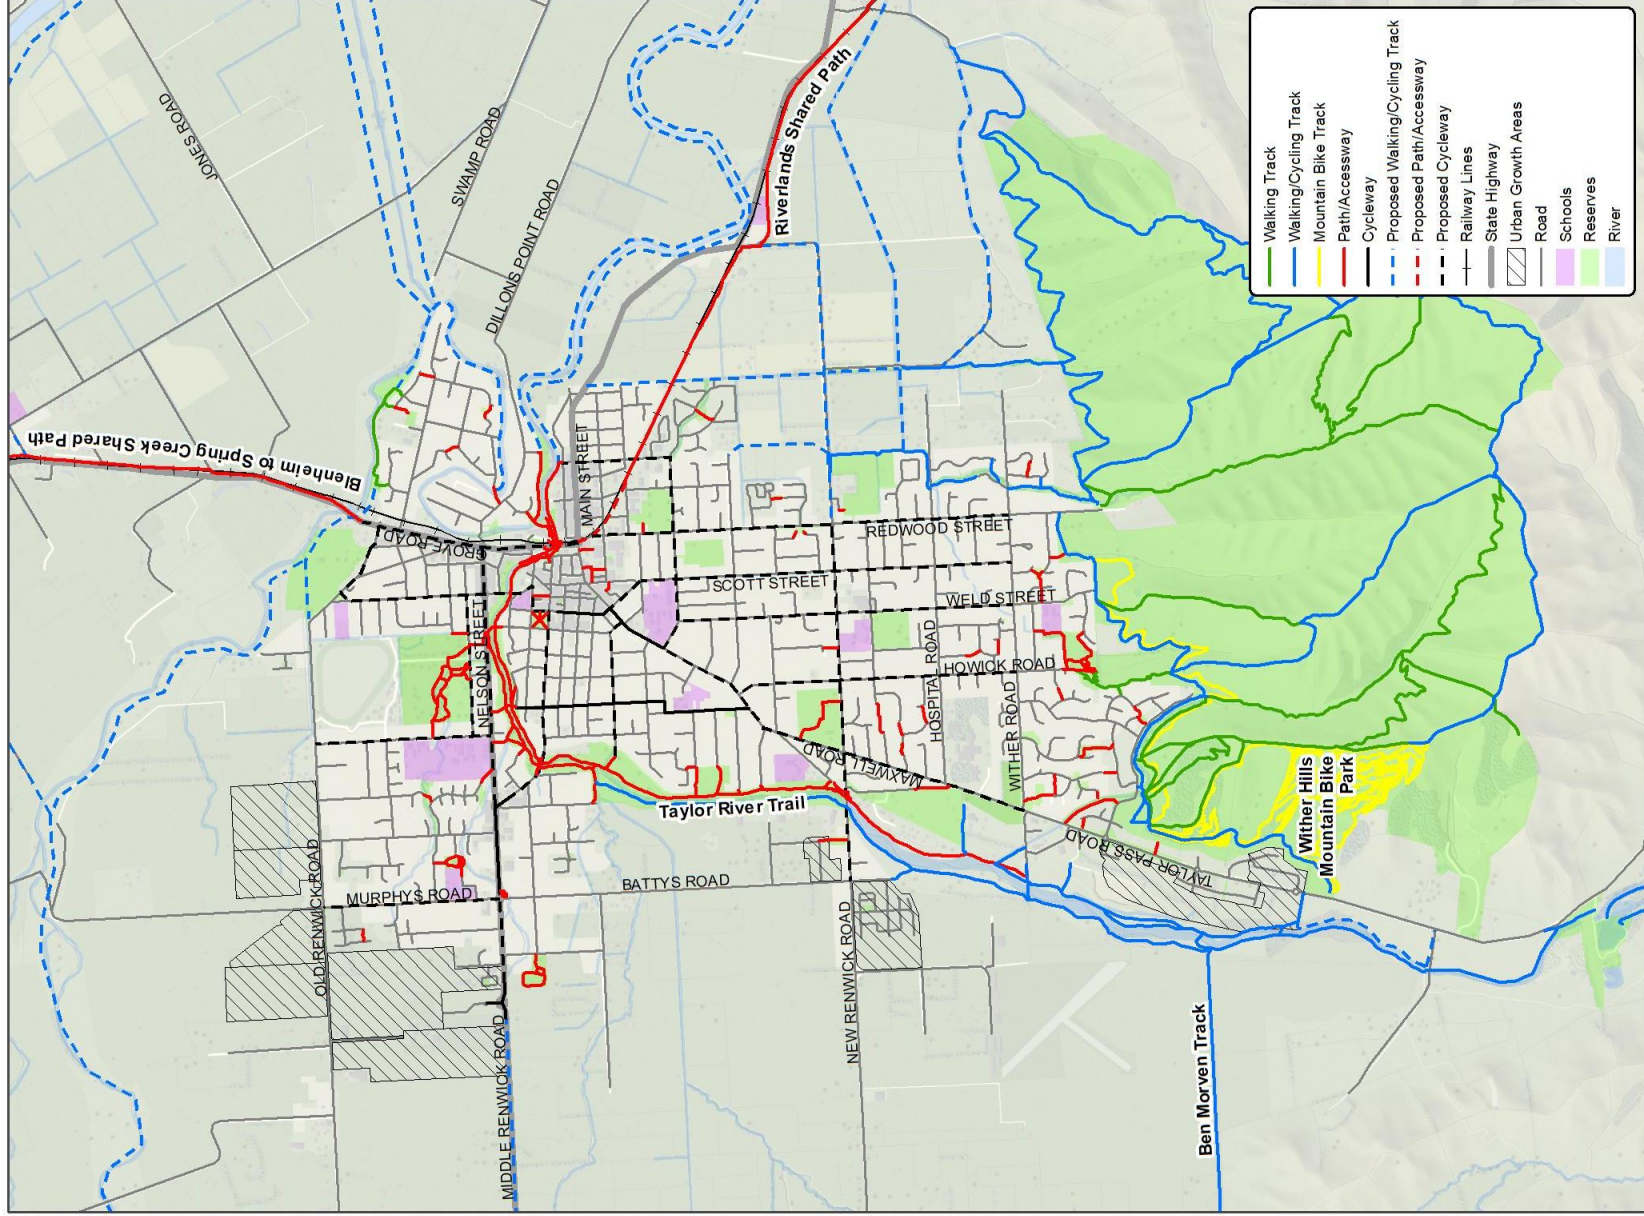 JONES ROAD
SWAMP ROAD
DILLONS POINT ROAD
Riverlands Shared Path
Blenheim to Spring Creek Shared Path
MAIN STREET
GROVE ROAD
NELSON STREET
REDWOOD STREET
SCOTT STREET
WELD STREET
HOWICK ROAD
HOSPITAL ROAD
WITHER ROAD
MAXWELL ROAD
Taylor River Trail
TAYLOR PASS ROAD
Wither Hills
Mountain Bike
Park
OLD RENWICK ROAD
MURPHYS ROAD
BATTYS ROAD
NEW RENWICK ROAD
MIDDLE RENWICK ROAD
Ben Morven Track
Walking Track
Walking/Cycling Track
Mountain Bike Track
Path/Accessway
Cycleway
Proposed Walking/Cycling Track
Proposed Path/Accessway
Proposed Cycleway
Railway Lines
State Highway
Urban Growth Areas
Road
Schools
Reserves
River